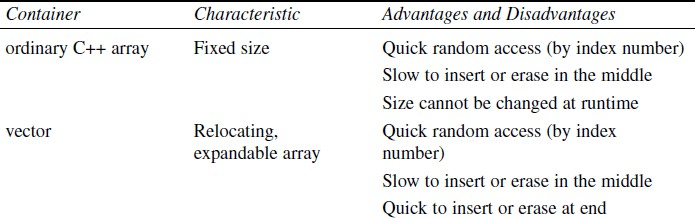 Container Characteristic Advantages and Disadvantages
ordinary C++ array Fixed size Quick random access (by index number)
Slow to insert or erase in the middle
Size cannot be changed at runtime
vector Relocating, Quick random access (by index
expandable array number)
Slow to insert or erase in the middle
Quick to insert or erase at end